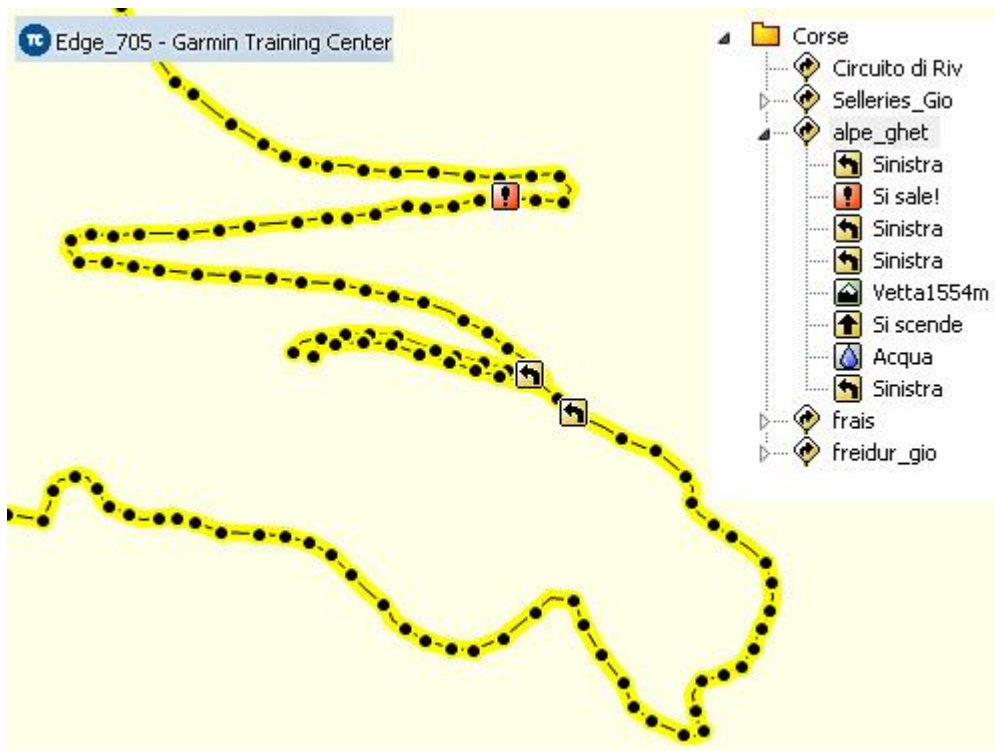 TC Edge_705 - Garmin Training Center
Corse
Circuito di Riv
Selleries_Gio
alpe_ghet
Sinistra
Si sale!
Sinistra
Sinistra
Vetta1554m
Si scende
Acqua
Sinistra
frais
freidur_gio